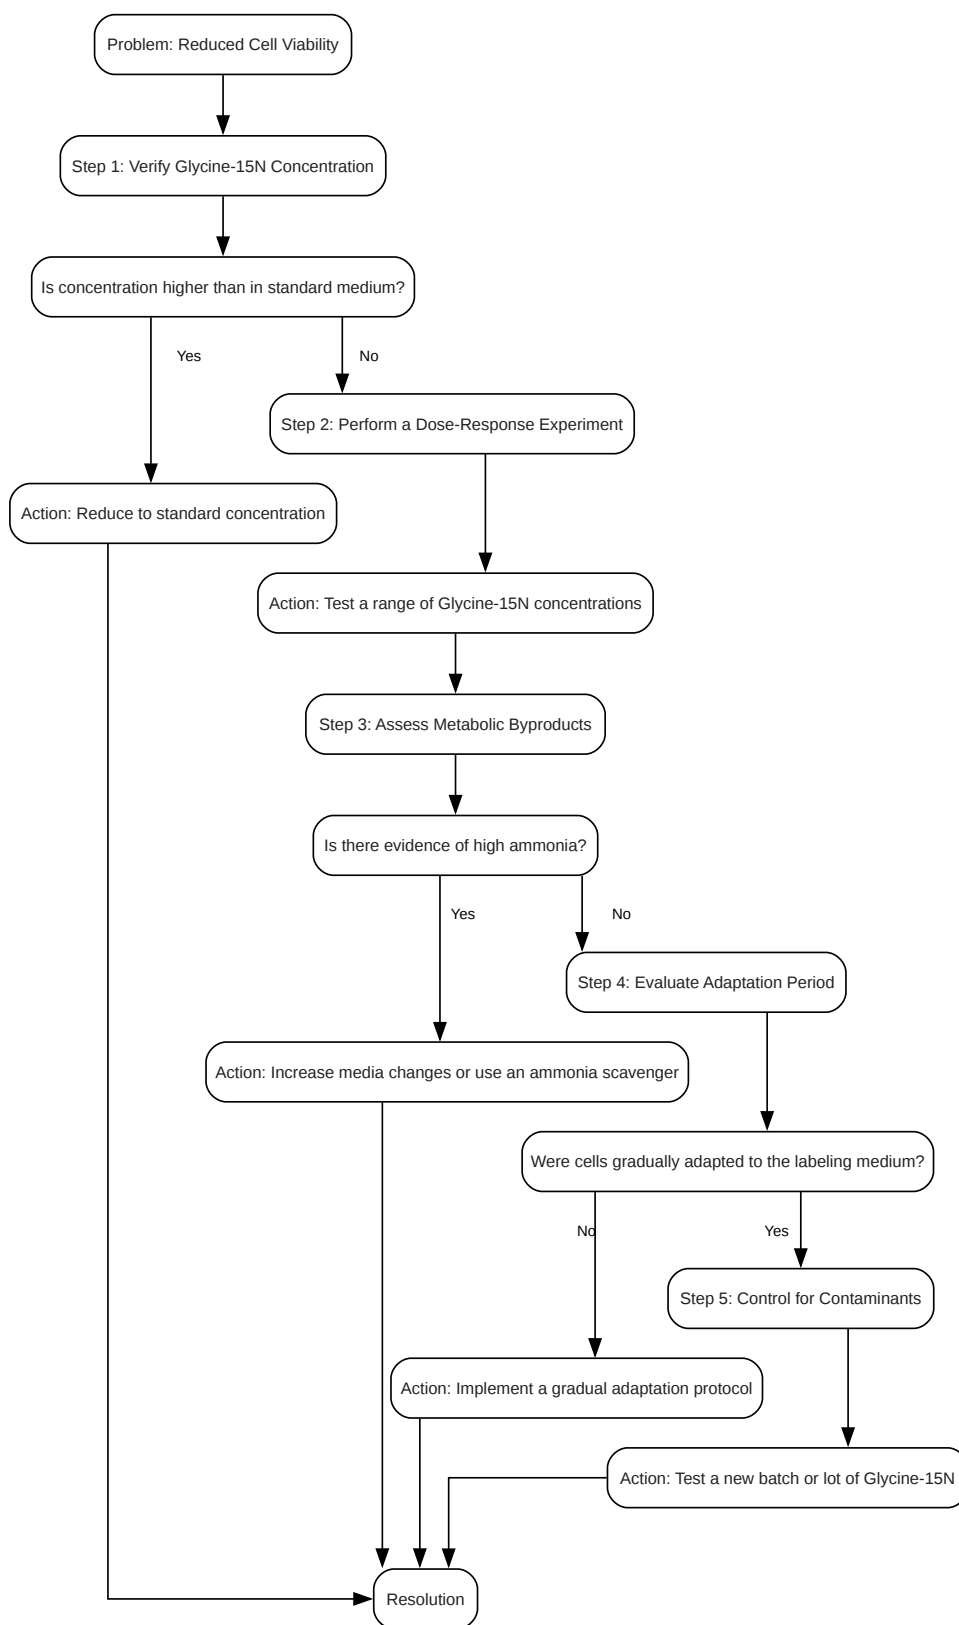 Problem: Reduced Cell Viability
Step 1: Verify Glycine-15N Concentration
Is concentration higher than in standard medium?
Yes
No
Step 2: Perform a Dose-Response Experiment
Action: Reduce to standard concentration
Action: Test a range of Glycine-15N concentrations
Step 3: Assess Metabolic Byproducts
Is there evidence of high ammonia?
Yes
No
Step 4: Evaluate Adaptation Period
Action: Increase media changes or use an ammonia scavenger
Were cells gradually adapted to the labeling medium?
No
Yes
Step 5: Control for Contaminants
Action: Implement a gradual adaptation protocol
Action: Test a new batch or lot of Glycine-15N
Resolution